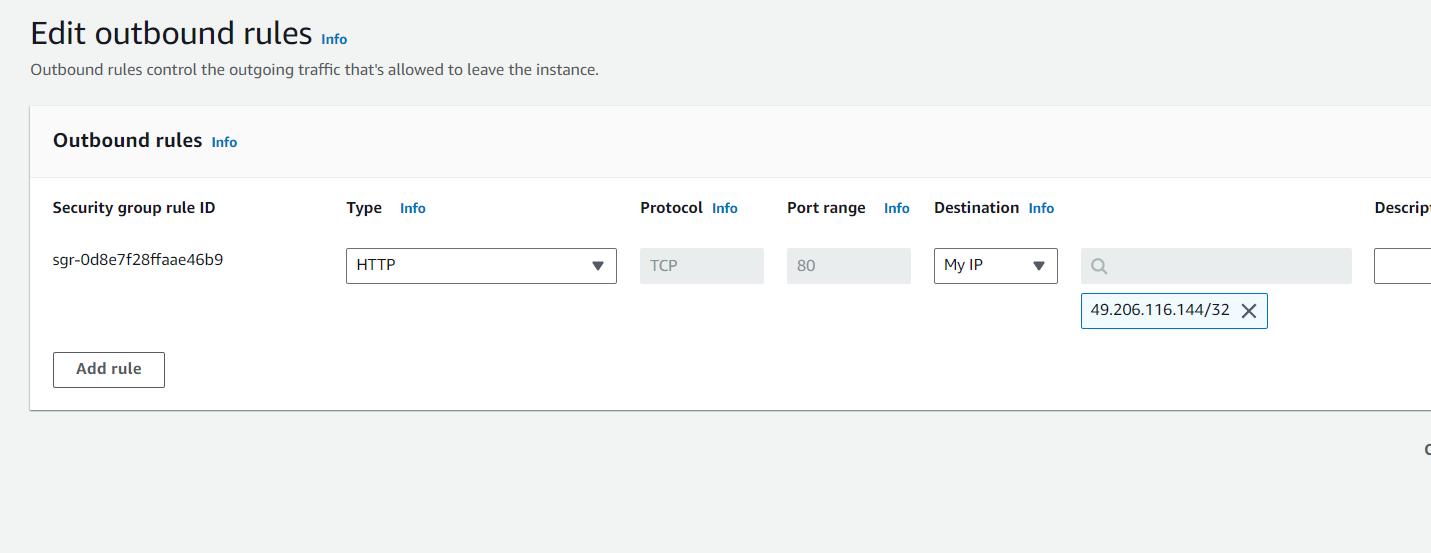 Edit outbound rules Info
Outbound rules control the outgoing traffic that's allowed to leave the instance.
Outbound rules Info
Security group rule ID Type Info Protocol Info Port range Info Destination Info Descript
sgr-0d8e7f28ffaae46b9 HTTP TCP 80 My IP
49.206.116.144/32
Add rule